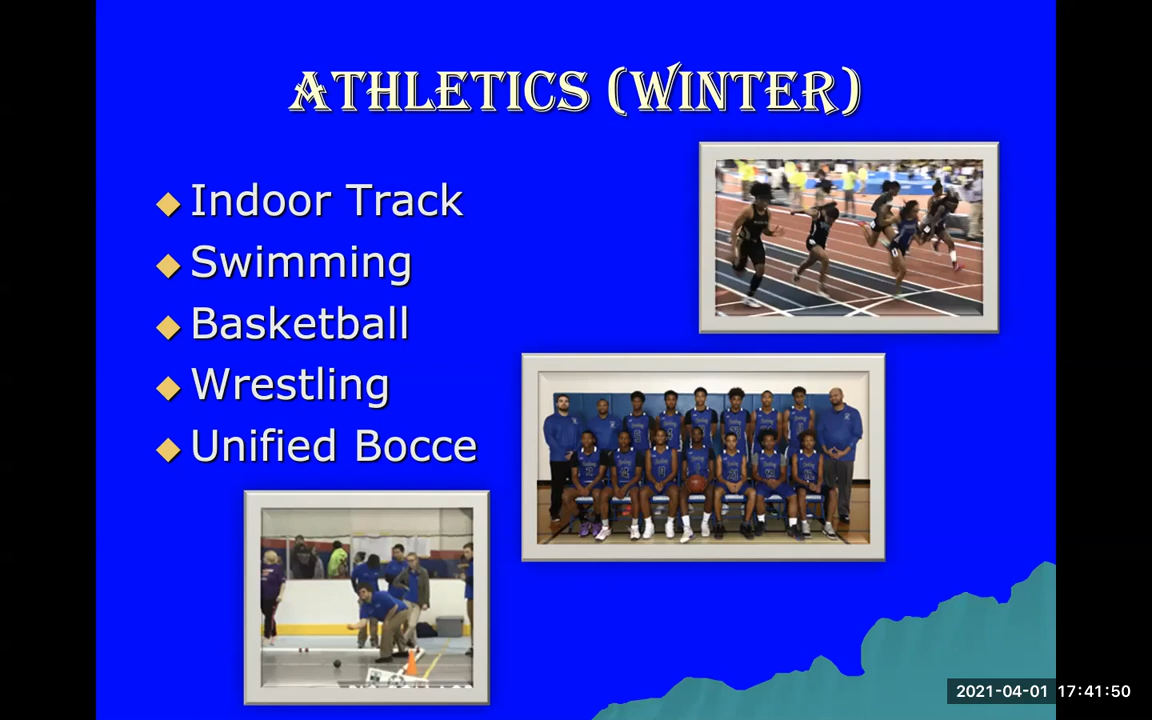 ATHLETICS (WINTER)
Indoor Track
Swimming
Basketball
Wrestling
Unified Bocce
2021-04-01 17:41:50